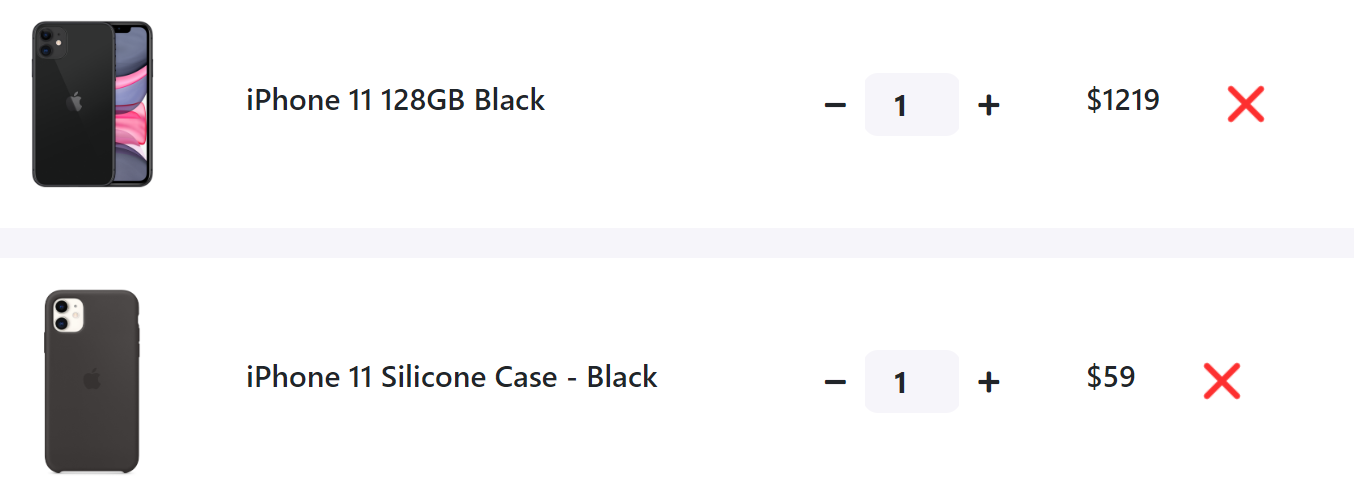 iPhone 11 128GB Black − 1 + $1219
iPhone 11 Silicone Case - Black − 1 + $59